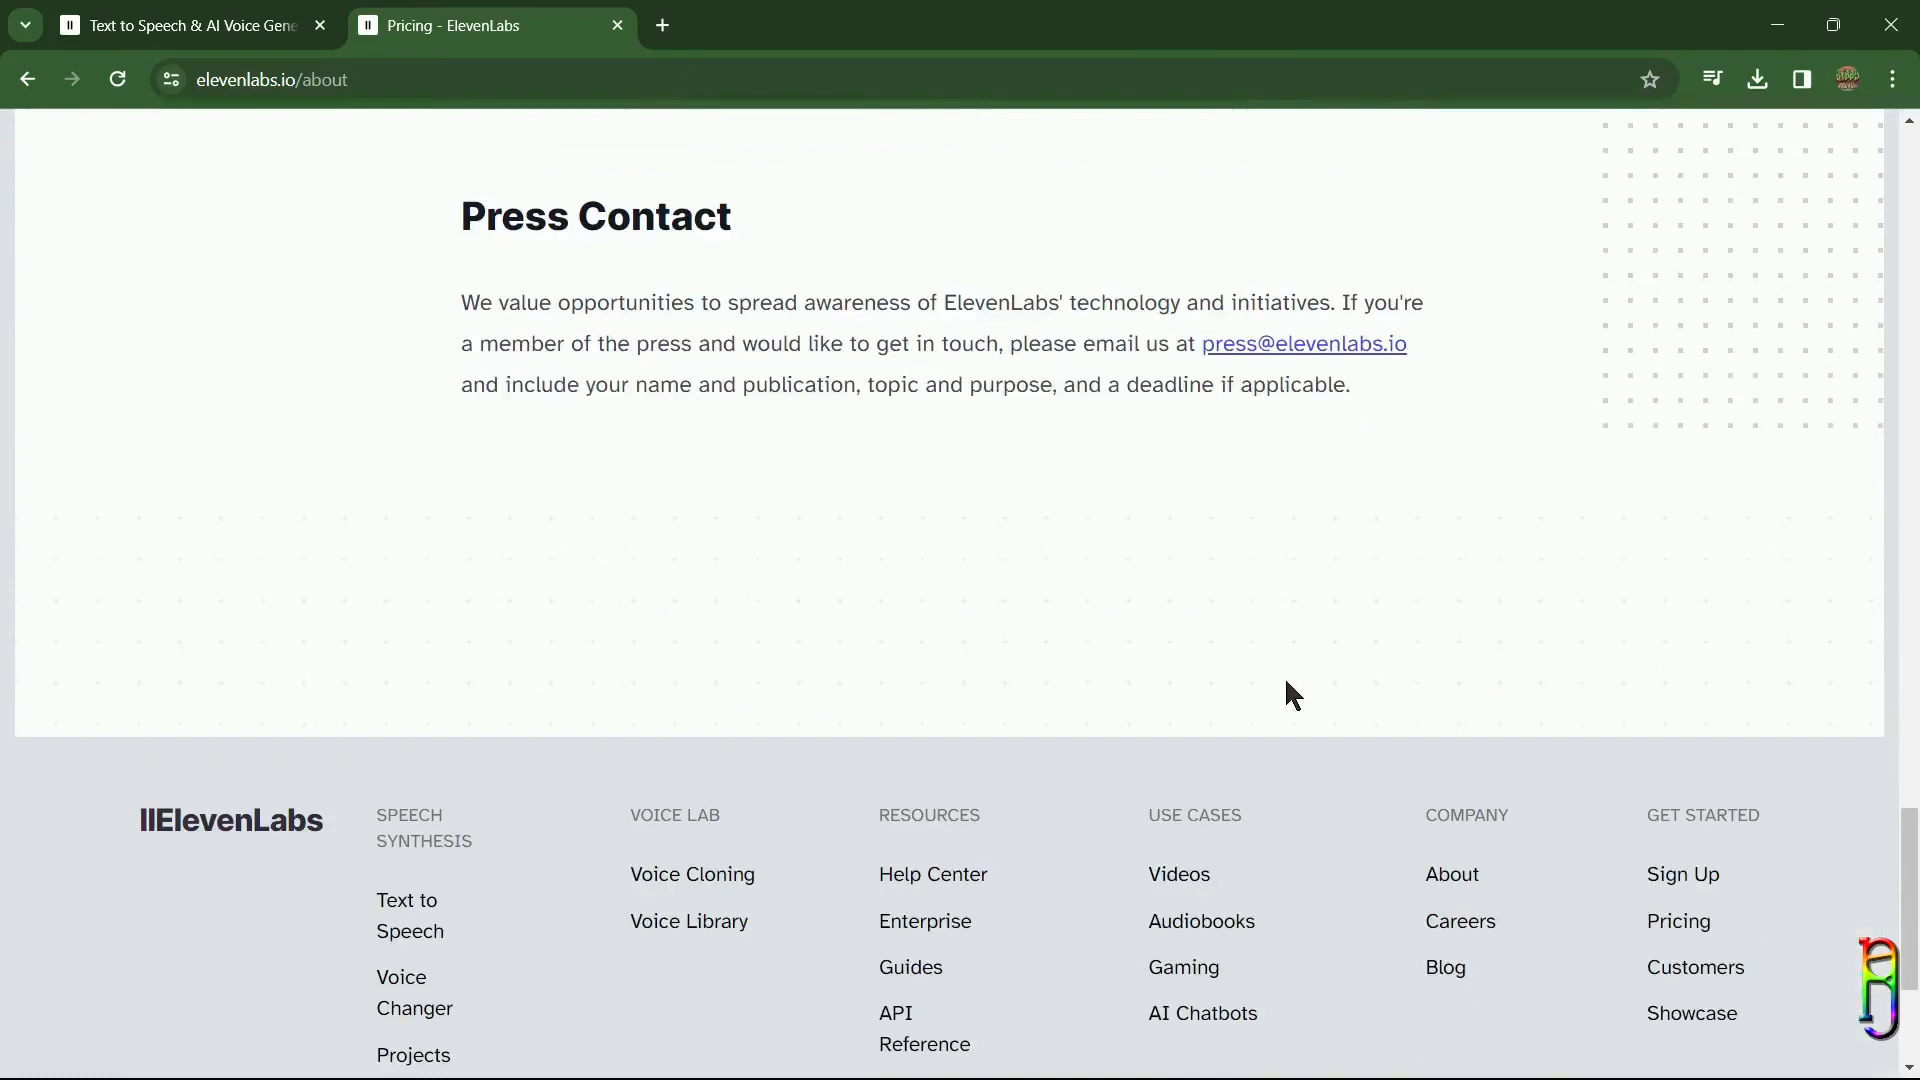 Text to Speech & AI Voice Gene
Pricing - ElevenLabs
elevenlabs.io/about
Press Contact
We value opportunities to spread awareness of ElevenLabs' technology and initiatives. If you're
a member of the press and would like to get in touch, please email us at press@elevenlabs.io
and include your name and publication, topic and purpose, and a deadline if applicable.
IIElevenLabs
SPEECH
SYNTHESIS
Text to
Speech
Voice
Changer
Projects
VOICE LAB
Voice Cloning
Voice Library
RESOURCES
Help Center
Enterprise
Guides
API
Reference
USE CASES
Videos
Audiobooks
Gaming
AI Chatbots
COMPANY
About
Careers
Blog
GET STARTED
Sign Up
Pricing
Customers
Showcase